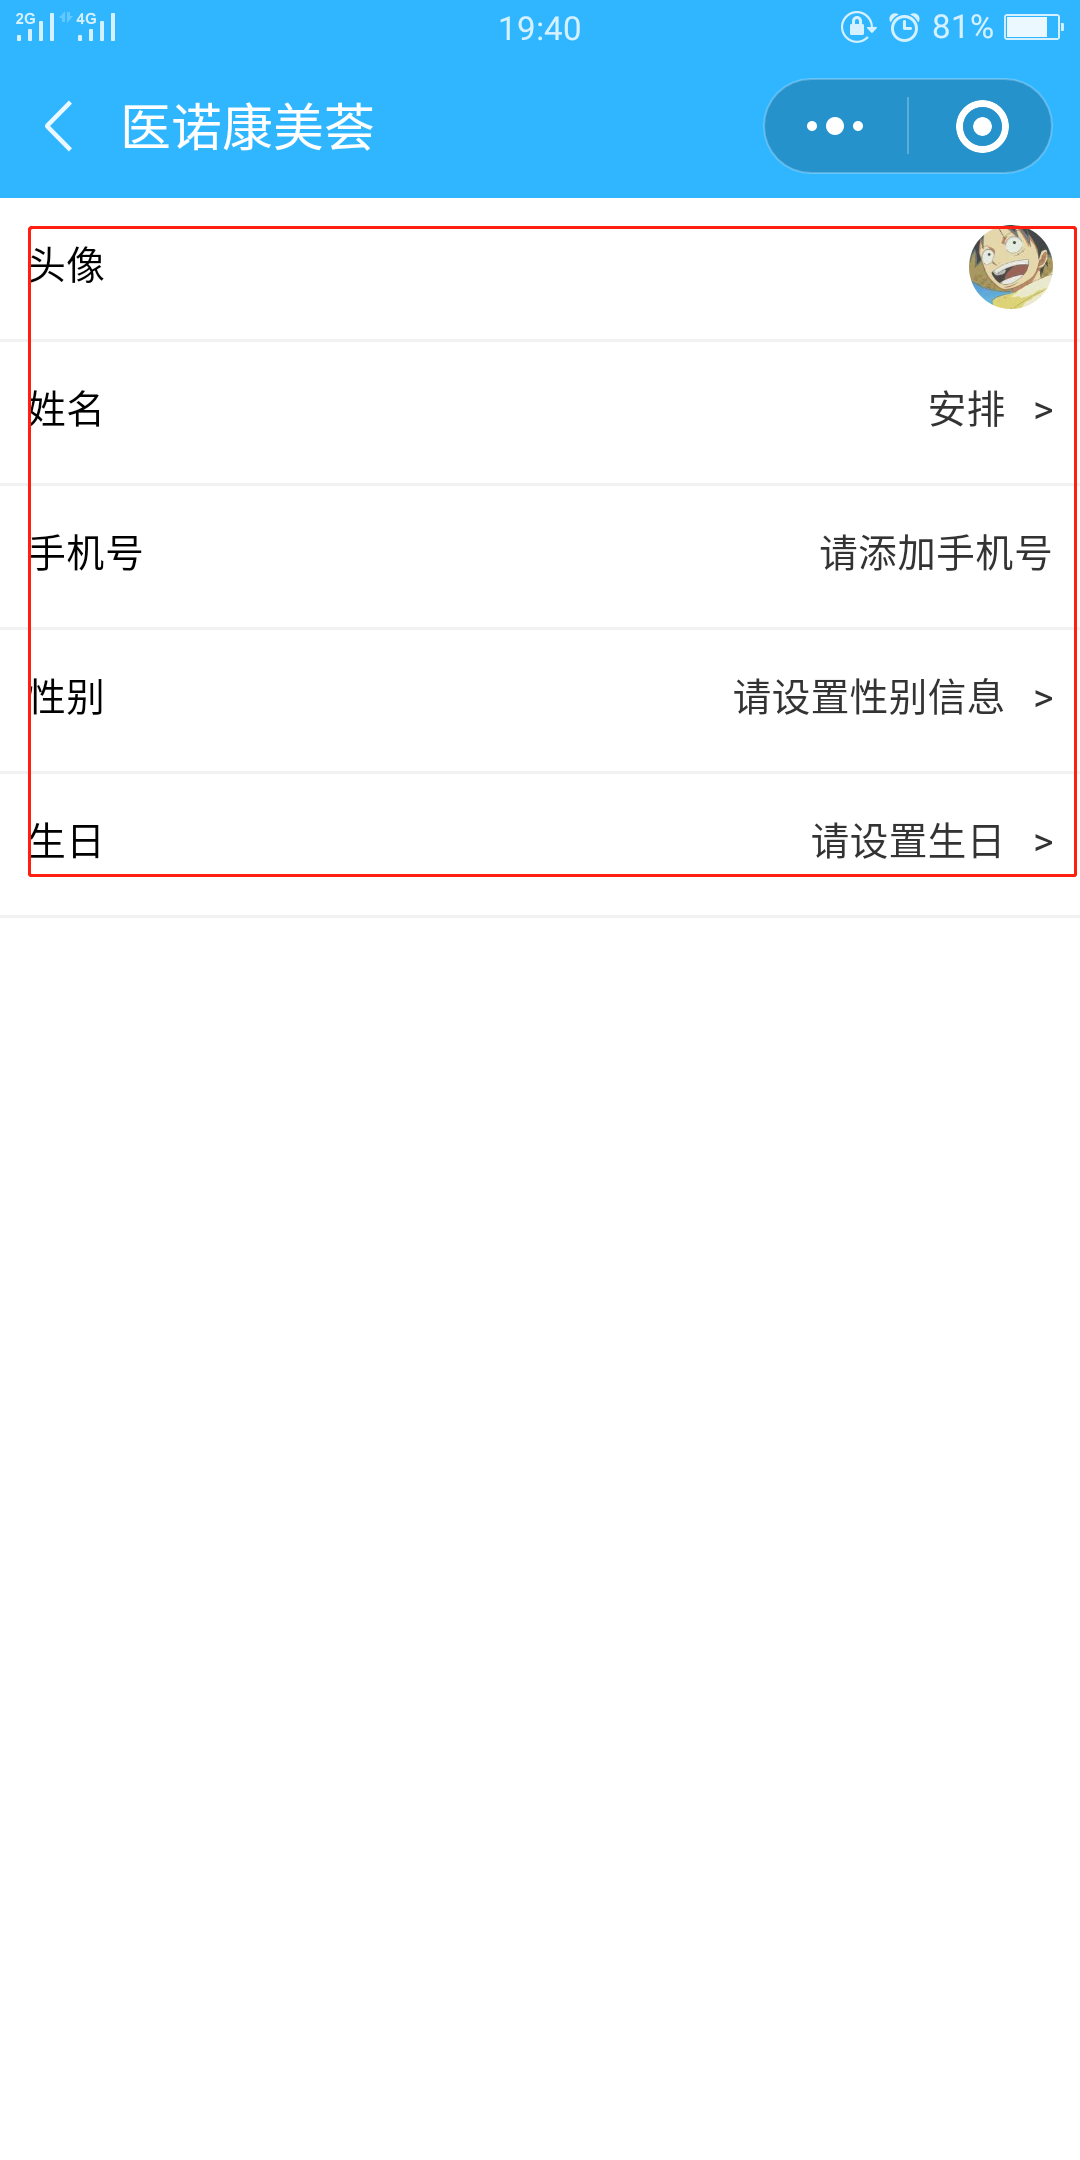 2G 4G 19:40 81%
医诺康美荟
头像
姓名 安排 >
手机号 请添加手机号
性别 请设置性别信息 >
生日 请设置生日 >